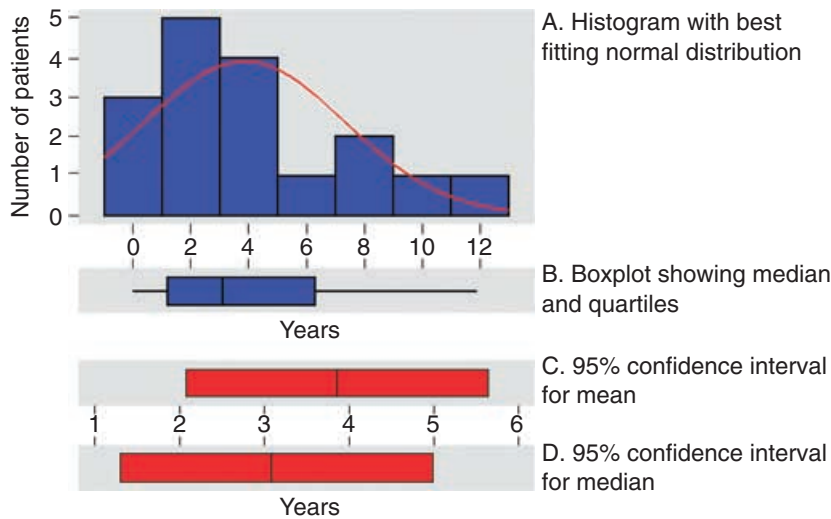 5
4
3
2
1
0
Number of patients
0 2 4 6 8 10 12
A. Histogram with best
fitting normal distribution
B. Boxplot showing median
and quartiles
Years
C. 95% confidence interval
for mean
1 2 3 4 5 6
D. 95% confidence interval
for median
Years